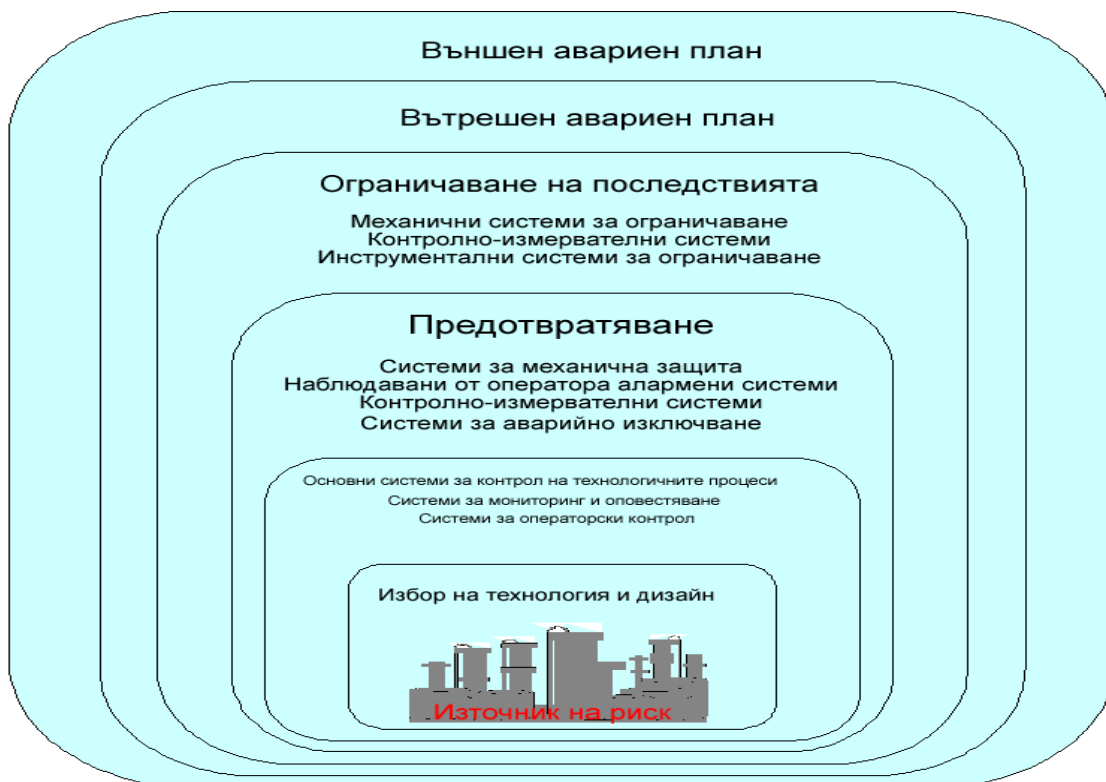 Външен авариен план
Вътрешен авариен план
Ограничаване на последствията
Механични системи за ограничаване
Контролно-измервателни системи
Инструментални системи за ограничаване
Предотвратяване
Системи за механична защита
Наблюдавани от оператора алармени системи
Контролно-измервателни системи
Системи за аварийно изключване
Основни системи за контрол на технологичните процеси
Системи за мониторинг и оповестяване
Системи за операторски контрол
Избор на технология и дизайн
Източник на риск